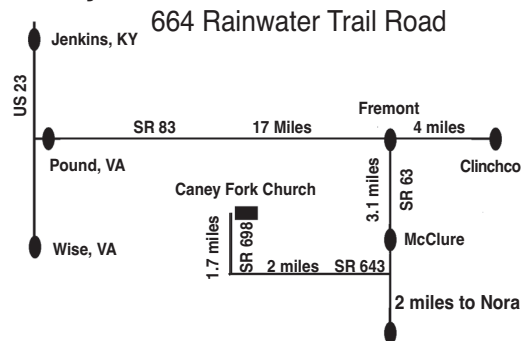 664 Rainwater Trail Road
Jenkins, KY
US 23
Fremont
SR 83 17 Miles 4 miles
Pound, VA
Clinchco
3.1 miles
SR 63
Caney Fork Church
1.7 miles
SR 698
McClure
Wise, VA
2 miles SR 643
2 miles to Nora